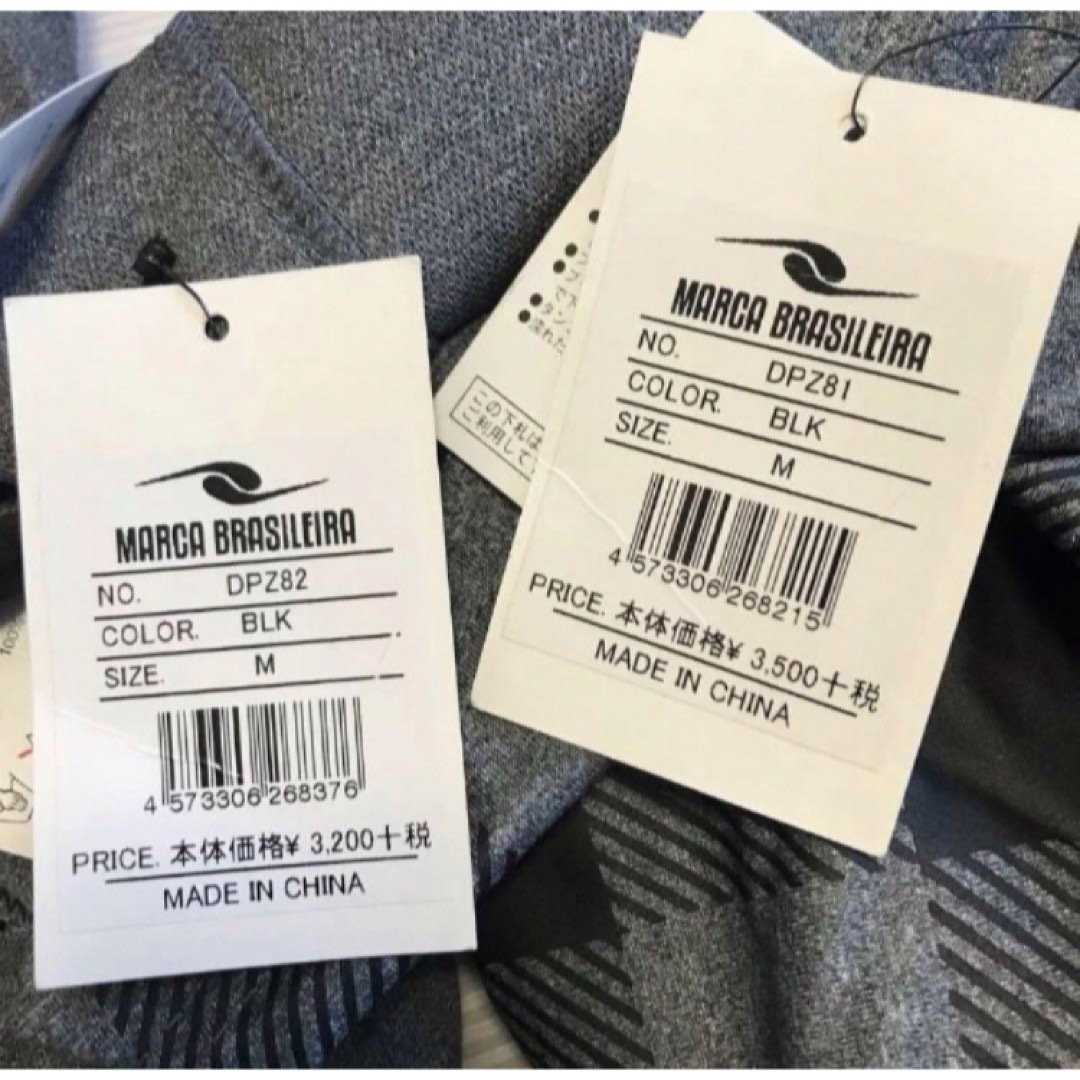 MARCA BRASILEIRA
NO. DPZ82
COLOR. BLK
SIZE. M
4 573306 268376
PRICE. 本体価格¥ 3,200+税
MADE IN CHINA
MARCA BRASILEIRA
NO. DPZ81
COLOR. BLK
SIZE. M
4 573306 268215
PRICE. 本体価格¥ 3,500+税
MADE IN CHINA
この下札は
ご利用して